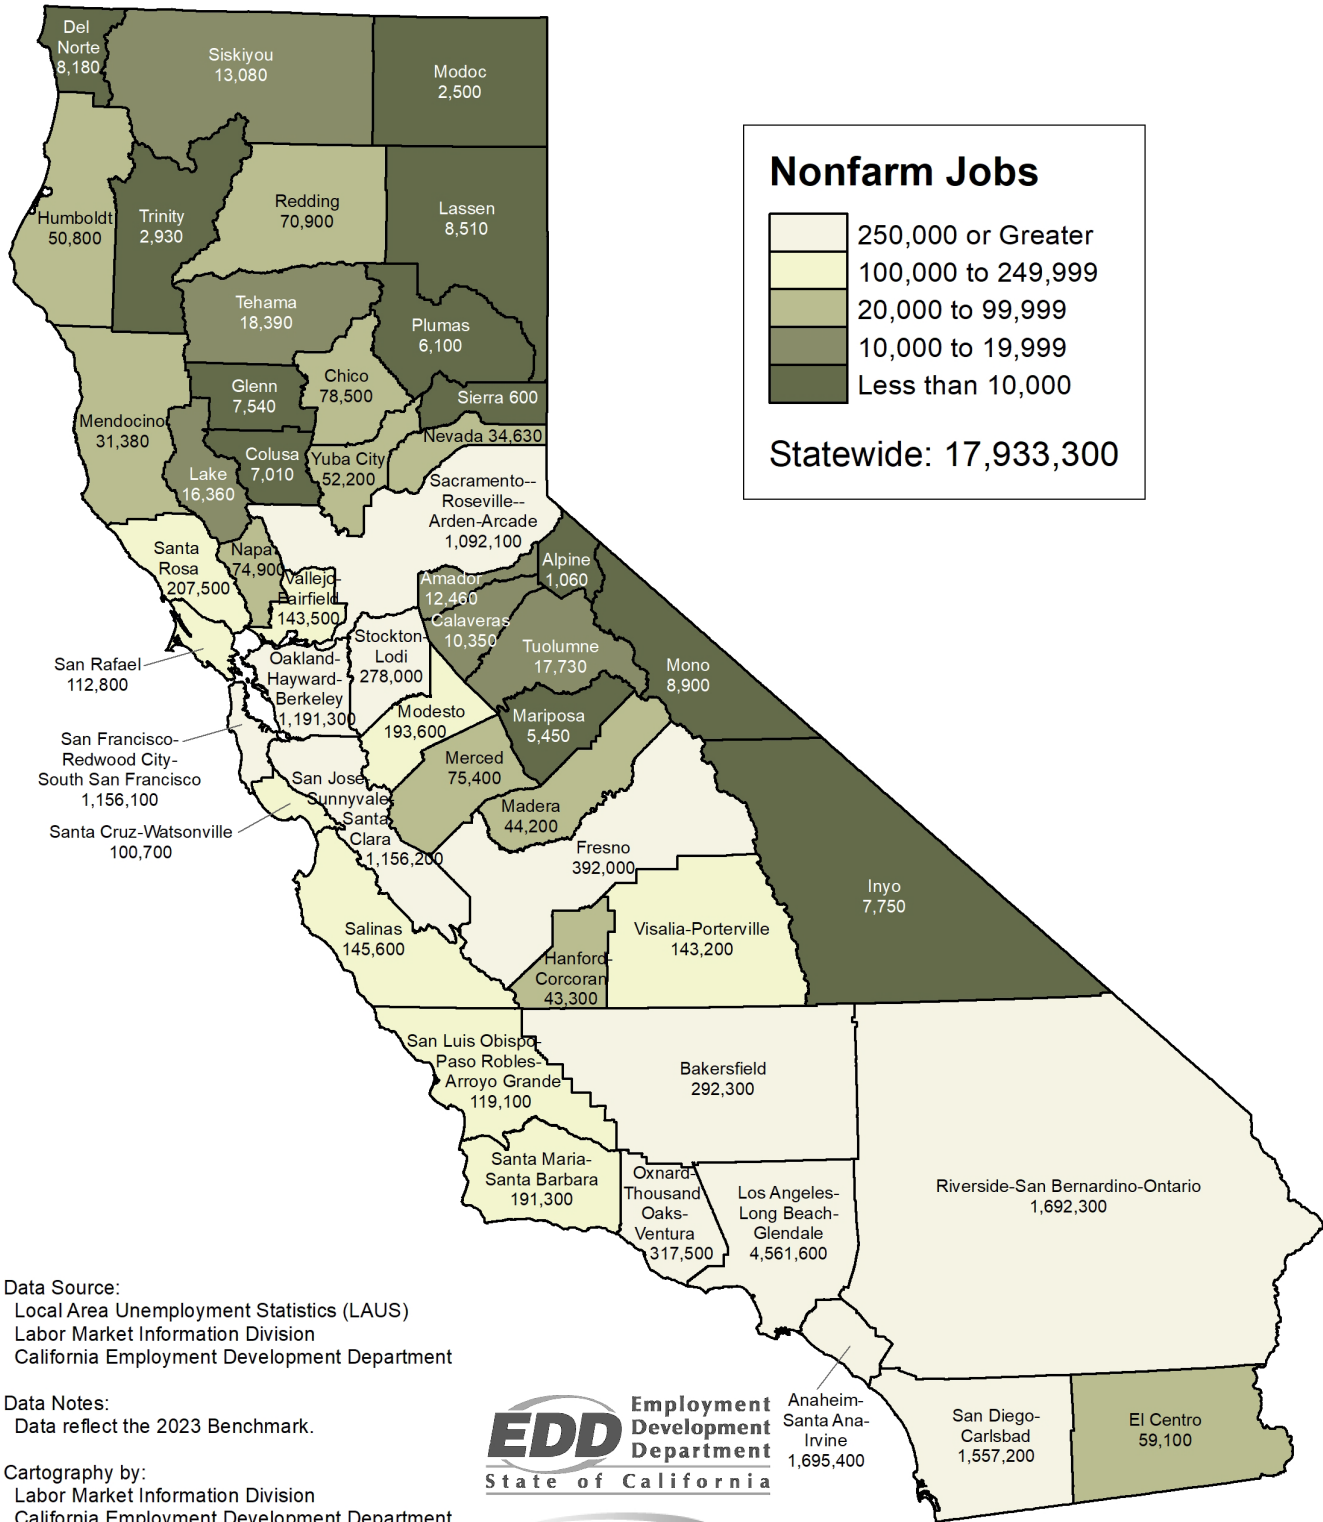 Del
Norte
8,180
Siskiyou
13,080
Modoc
2,500
Humboldt
50,800
Trinity
2,930
Redding
70,900
Lassen
8,510
Nonfarm Jobs
250,000 or Greater
100,000 to 249,999
20,000 to 99,999
10,000 to 19,999
Less than 10,000
Statewide: 17,933,300
Tehama
18,390
Plumas
6,100
Glenn
7,540
Chico
78,500
Sierra 600
Mendocino
31,380
Nevada 34,630
Lake
16,360
Colusa
7,010
Yuba City
52,200
Sacramento--
Roseville--
Arden-Arcade
1,092,100
Santa
Rosa
207,500
Napa
74,900
Vallejo-
Fairfield
143,500
Amador
12,460
Alpine
1,060
Calaveras
10,350
Tuolumne
17,730
Mono
8,900
San Rafael
112,800
Oakland-
Hayward-
Berkeley
1,191,300
Stockton-
Lodi
278,000
Modesto
193,600
Mariposa
5,450
San Francisco-
Redwood City-
South San Francisco
1,156,100
San Jose-
Sunnyvale-
Santa
Clara
1,156,200
Merced
75,400
Madera
44,200
Santa Cruz-Watsonville
100,700
Fresno
392,000
Inyo
7,750
Salinas
145,600
Hanford-
Corcoran
43,300
Visalia-Porterville
143,200
San Luis Obispo-
Paso Robles-
Arroyo Grande
119,100
Bakersfield
292,300
Santa Maria-
Santa Barbara
191,300
Oxnard-
Thousand
Oaks-
Ventura
317,500
Los Angeles-
Long Beach-
Glendale
4,561,600
Riverside-San Bernardino-Ontario
1,692,300
Anaheim-
Santa Ana-
Irvine
1,695,400
San Diego-
Carlsbad
1,557,200
El Centro
59,100
Data Source:
Local Area Unemployment Statistics (LAUS)
Labor Market Information Division
California Employment Development Department
Data Notes:
Data reflect the 2023 Benchmark.
Cartography by:
Labor Market Information Division
California Employment Development Department
EDD
Employment
Development
Department
State of California